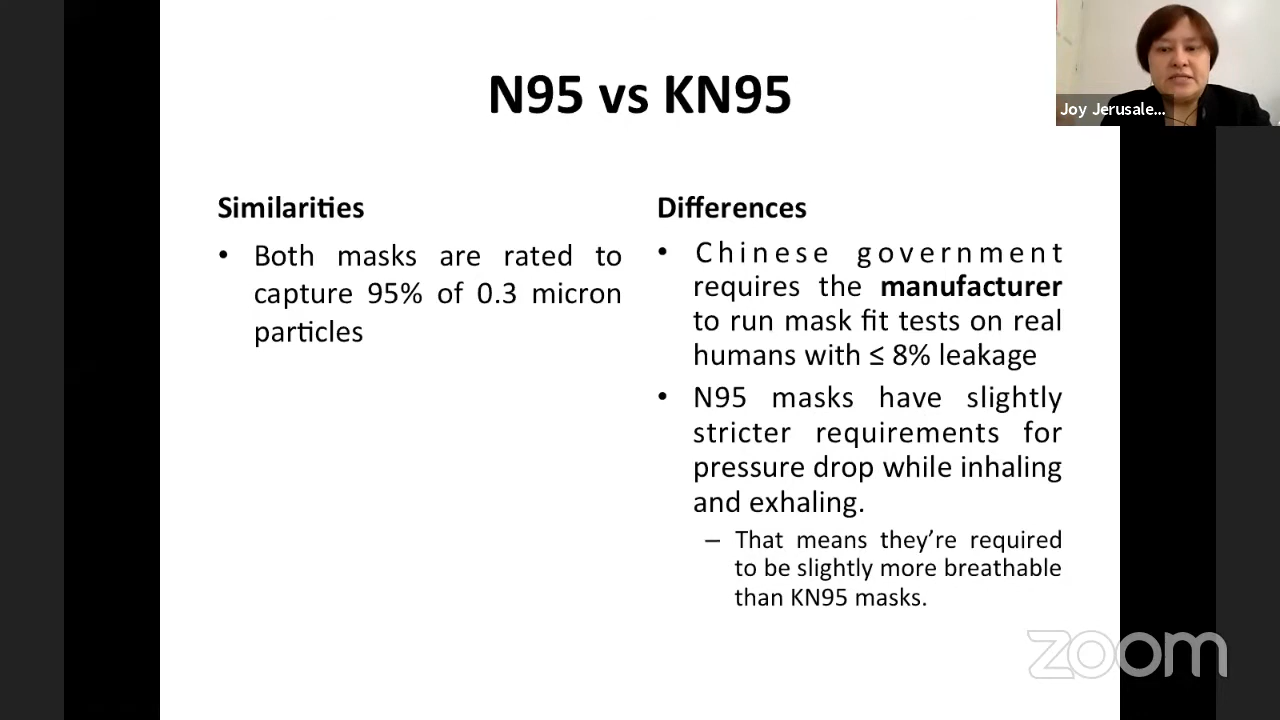 N95 vs KN95
Joy Jerusale...
Similarities
• Both masks are rated to
capture 95% of 0.3 micron
particles
Differences
• Chinese government
requires the manufacturer
to run mask fit tests on real
humans with ≤ 8% leakage
• N95 masks have slightly
stricter requirements for
pressure drop while inhaling
and exhaling.
– That means they’re required
to be slightly more breathable
than KN95 masks.
zoom